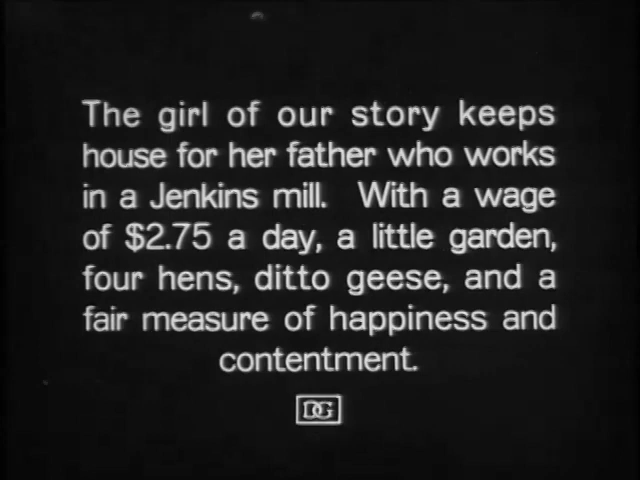 The girl of our story keeps
house for her father who works
in a Jenkins mill. With a wage
of $2.75 a day, a little garden,
four hens, ditto geese, and a
fair measure of happiness and
contentment.
DG